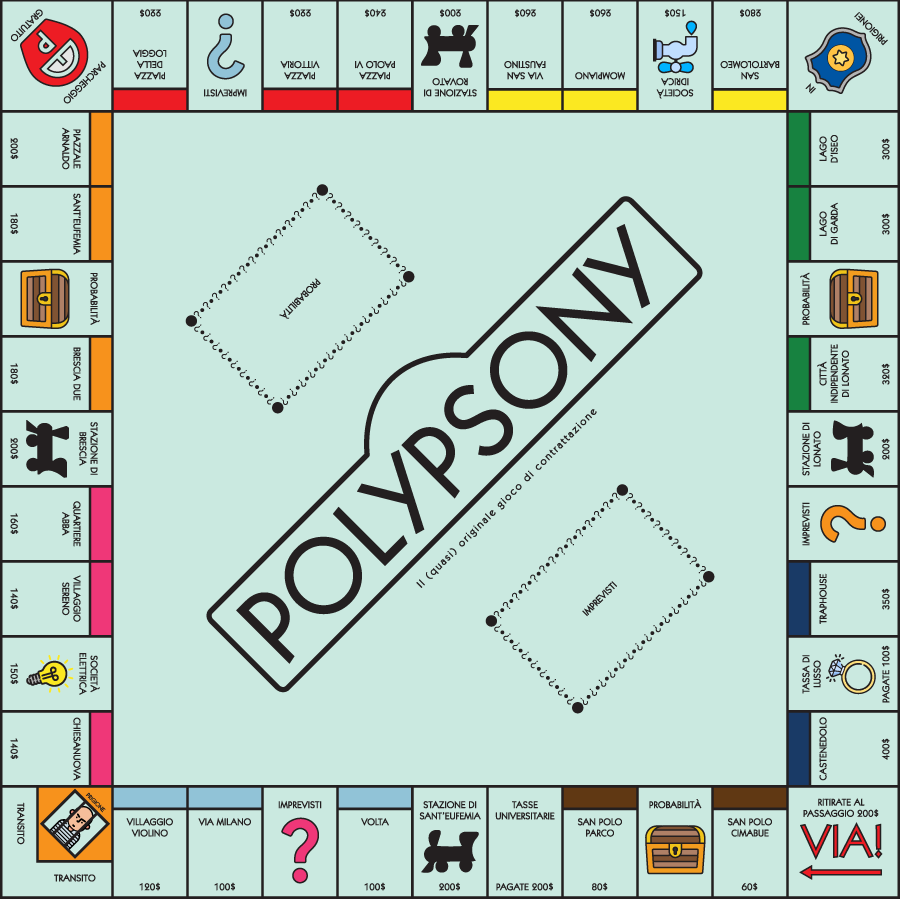 PARCHEGGIO
GRATUITO
P
PIAZZA
DELLA
LOGGIA
220$
IMPREVISTI
PIAZZA
VITTORIA
220$
PIAZZA
PAOLO VI
240$
STAZIONE DI
ROVATO
200$
VIA SAN
FAUSTINO
260$
MOMPIANO
260$
SOCIETÀ
IDRICA
150$
SAN
BARTOLOMEO
280$
IN
PRIGIONE!
PIAZZALE
ARNALDO
200$
SANT'EUFEMIA
180$
PROBABILITÀ
BRESCIA DUE
180$
STAZIONE DI
BRESCIA
200$
QUARTIERE
ABBA
160$
VILLAGGIO
SERENO
140$
SOCIETÀ
ELETTRICA
150$
CHIESANUOVA
140$
PROBABILITÀ
POLYPSONY
Il (quasi) originale gioco di contrattazione
IMPREVISTI
LAGO
D'ISEO
300$
LAGO
DI GARDA
300$
PROBABILITÀ
CITTÀ
INDIPENDENTE
DI LONATO
320$
STAZIONE DI
LONATO
200$
IMPREVISTI
TRAPHOUSE
350$
TASSA DI
LUSSO
PAGATE 100$
CASTENEDOLO
400$
TRANSITO
PRIGIONE
TRANSITO
VILLAGGIO
VIOLINO
120$
VIA MILANO
100$
IMPREVISTI
?
VOLTA
100$
STAZIONE DI
SANT'EUFEMIA
200$
TASSE
UNIVERSITARIE
PAGATE 200$
SAN POLO
PARCO
80$
PROBABILITÀ
SAN POLO
CIMABUE
60$
RITIRATE AL
PASSAGGIO 200$
VIA!